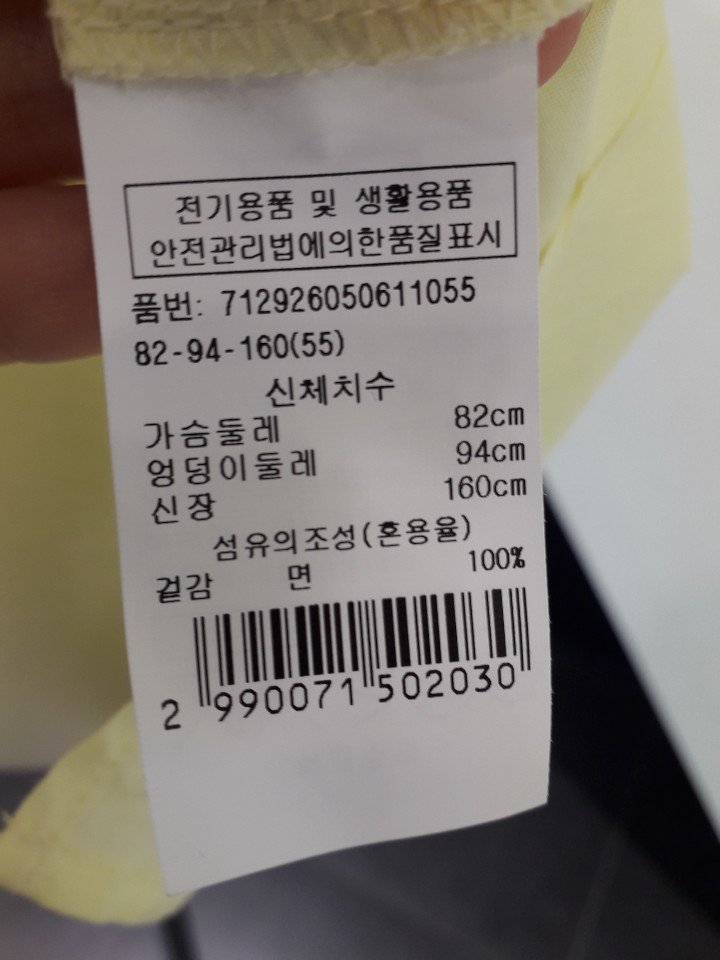 전기용품 및 생활용품
안전관리법에의한품질표시
품번: 712926050611055
82-94-160(55)
신체치수
가슴둘레 82cm
엉덩이둘레 94cm
신장 160cm
섬유의조성(혼용율)
겉감 면 100%
2 990071 502030